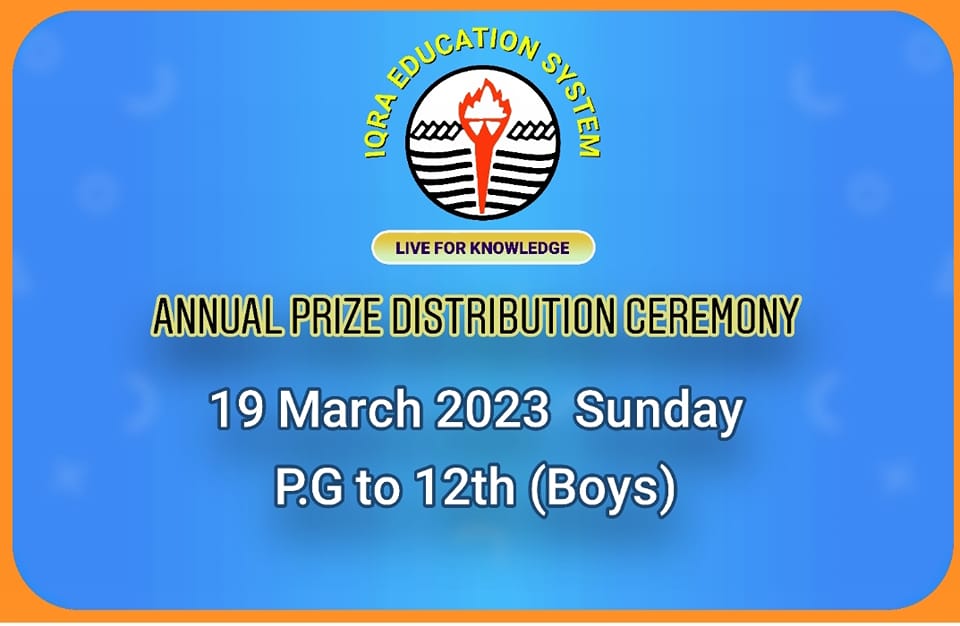 IQRA EDUCATION SYSTEM
LIVE FOR KNOWLEDGE
ANNUAL PRIZE DISTRIBUTION CEREMONY
19 March 2023 Sunday
P.G to 12th (Boys)